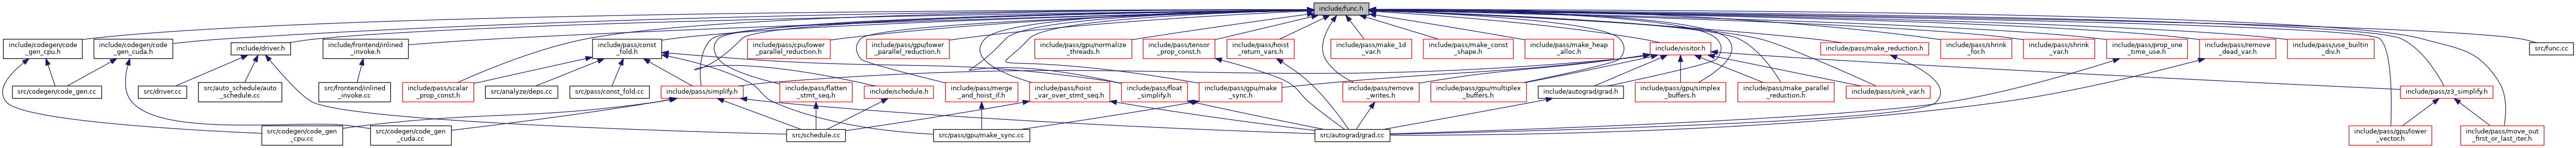 include/func.h
include/codegen/code
_gen_cpu.h
include/codegen/code
_gen_cuda.h
include/driver.h
include/frontend/inlined
_invoke.h
include/pass/const
_fold.h
include/pass/cpu/lower
_parallel_reduction.h
include/pass/gpu/lower
_parallel_reduction.h
include/pass/gpu/normalize
_threads.h
include/pass/tensor
_prop_const.h
include/pass/hoist
_return_vars.h
include/pass/make_1d
_var.h
include/pass/make_const
_shape.h
include/pass/make_heap
_alloc.h
include/visitor.h
include/pass/make_reduction.h
include/pass/shrink
_for.h
include/pass/shrink
_var.h
include/pass/prop_one
_time_use.h
include/pass/remove
_dead_var.h
include/pass/use_builtin
_div.h
src/func.cc
src/codegen/code_gen.cc
src/driver.cc
src/auto_schedule/auto
_schedule.cc
src/frontend/inlined
_invoke.cc
include/pass/scalar
_prop_const.h
src/analyze/deps.cc
src/pass/const_fold.cc
include/pass/simplify.h
include/pass/flatten
_stmt_seq.h
include/schedule.h
include/pass/merge
_and_hoist_if.h
include/pass/hoist
_var_over_stmt_seq.h
include/pass/float
_simplify.h
include/pass/gpu/make
_sync.h
include/pass/remove
_writes.h
include/pass/gpu/multiplex
_buffers.h
include/autograd/grad.h
include/pass/gpu/simplex
_buffers.h
include/pass/make_parallel
_reduction.h
include/pass/sink_var.h
include/pass/z3_simplify.h
src/codegen/code_gen
_cpu.cc
src/codegen/code_gen
_cuda.cc
src/schedule.cc
src/pass/gpu/make_sync.cc
src/autograd/grad.cc
include/pass/gpu/lower
_vector.h
include/pass/move_out
_first_or_last_iter.h